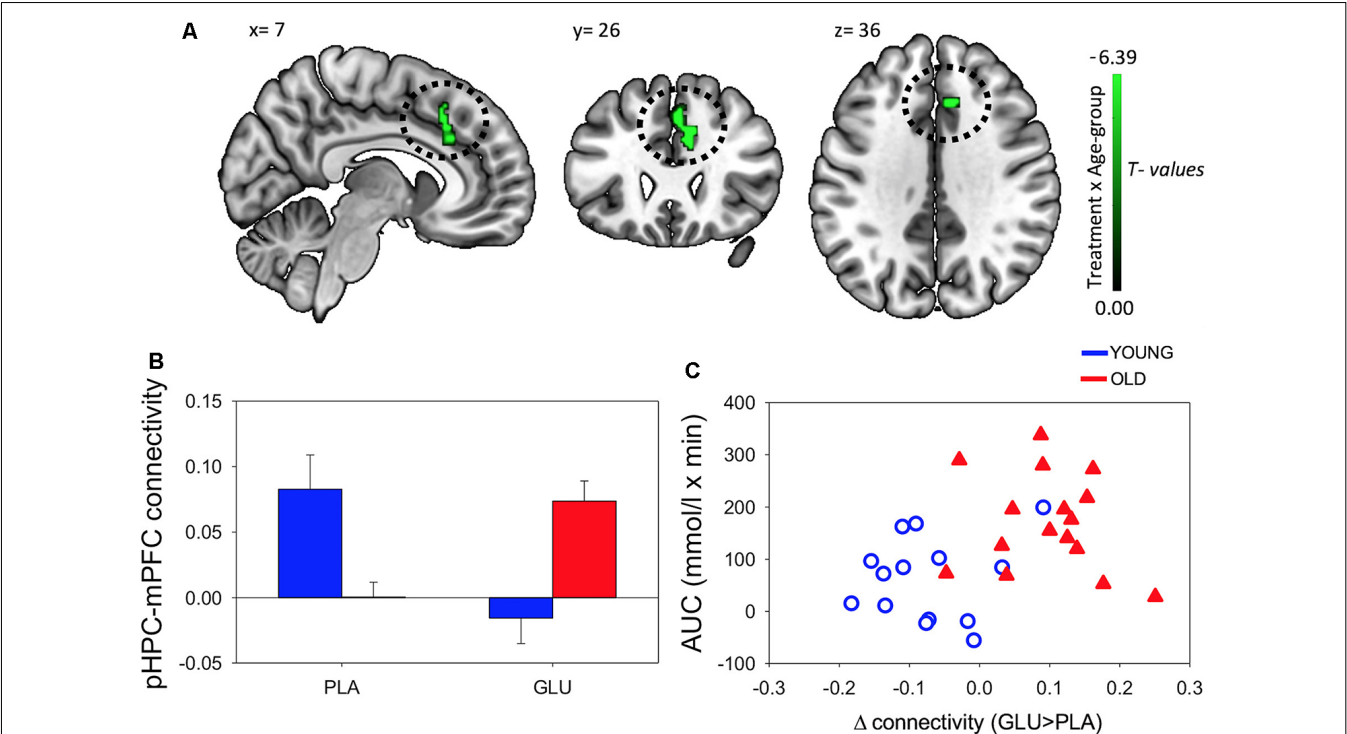 A
x= 7
y= 26
z= 36
-6.39
Treatment x Age-group
T- values
0.00
YOUNG
OLD
B
pHPC-mPFC connectivity
0.15
0.10
0.05
0.00
-0.05
PLA
GLU
C
AUC (mmol/l x min)
400
300
200
100
0
-100
-0.3
-0.2
-0.1
0.0
0.1
0.2
0.3
Δ connectivity (GLU>PLA)